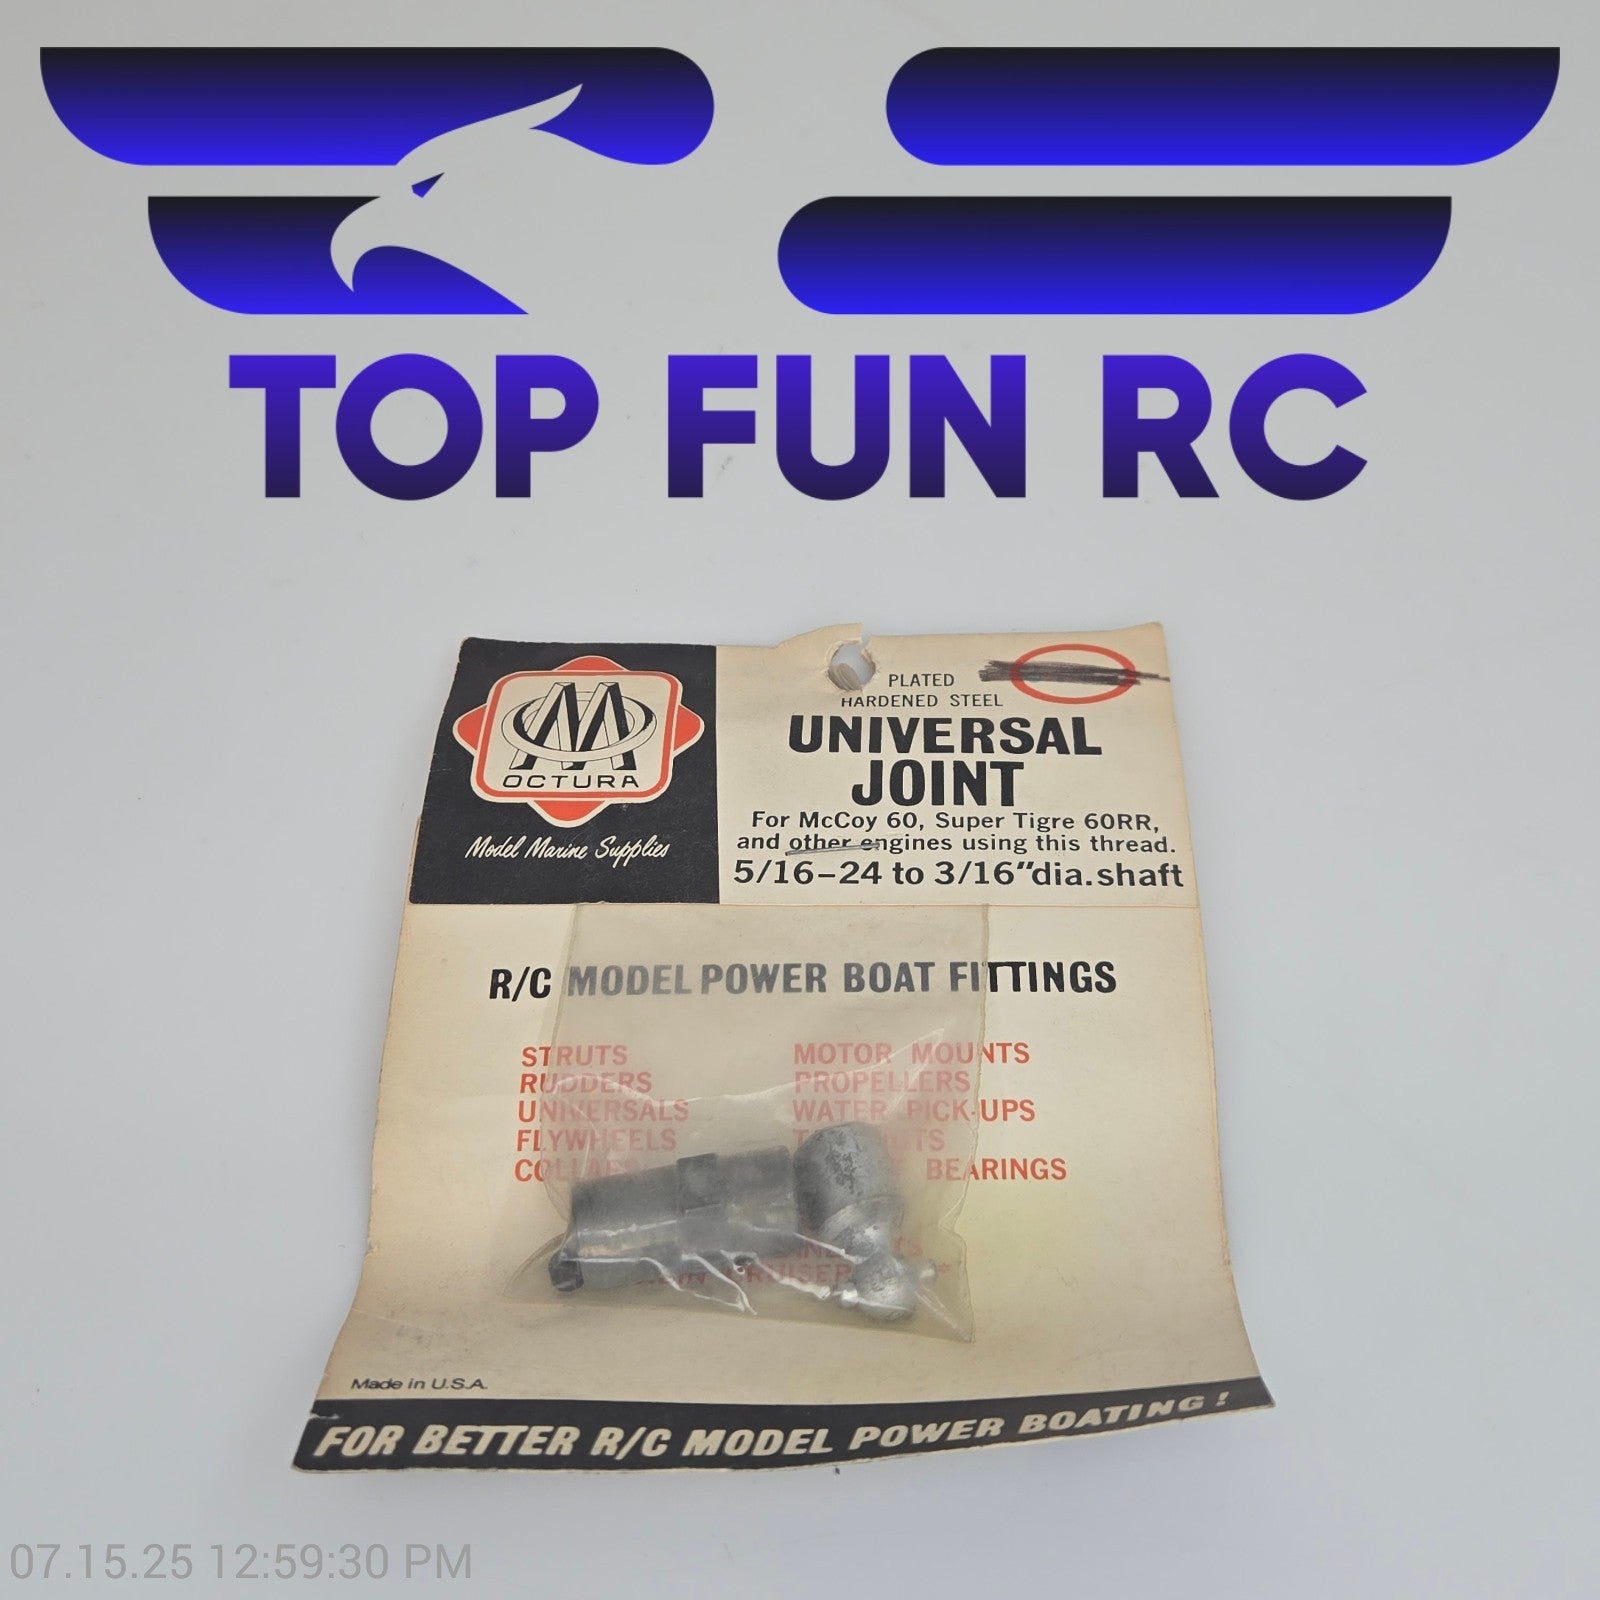 TOP FUN RC
OCTURA
Model Marine Supplies
PLATED
HARDENED STEEL
UNIVERSAL
JOINT
For McCoy 60, Super Tigre 60RR,
and other engines using this thread.
5/16-24 to 3/16" dia. shaft
R/C MODEL POWER BOAT FITTINGS
STRUTS
RUDDERS
UNIVERSALS
FLYWHEELS
MOTOR MOUNTS
PROPELLERS
WATER PICK-UPS
BEARINGS
Made in U.S.A.
FOR BETTER R/C MODEL POWER BOATING!
07.15.25 12:59:30 PM